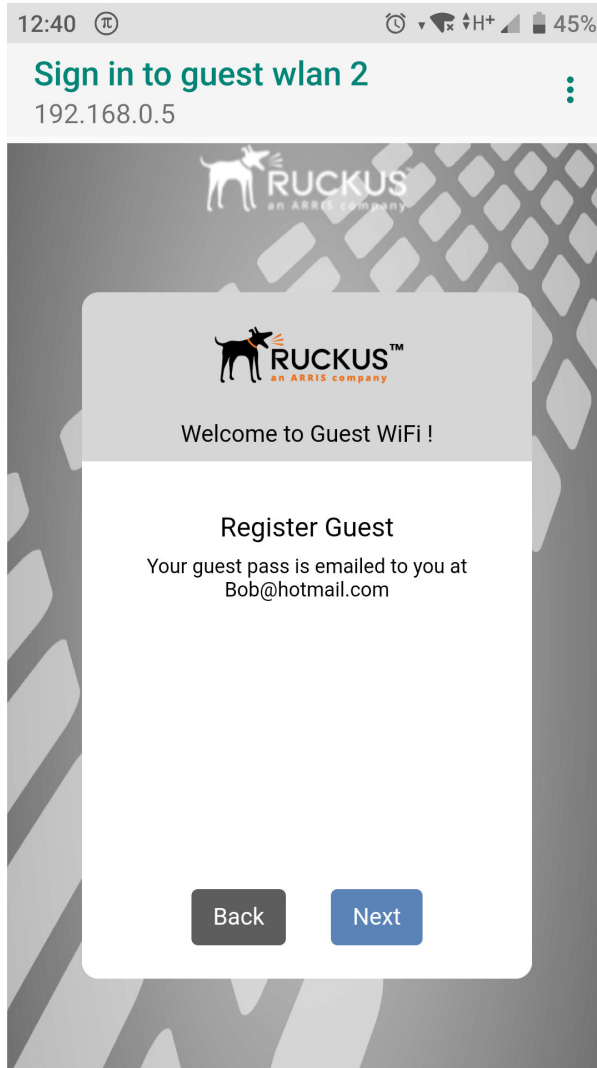 12:40 π H+ 45%
Sign in to guest wlan 2
192.168.0.5
RUCKUS
an ARRIS company
RUCKUS™
an ARRIS company
Welcome to Guest WiFi !
Register Guest
Your guest pass is emailed to you at
Bob@hotmail.com
Back Next